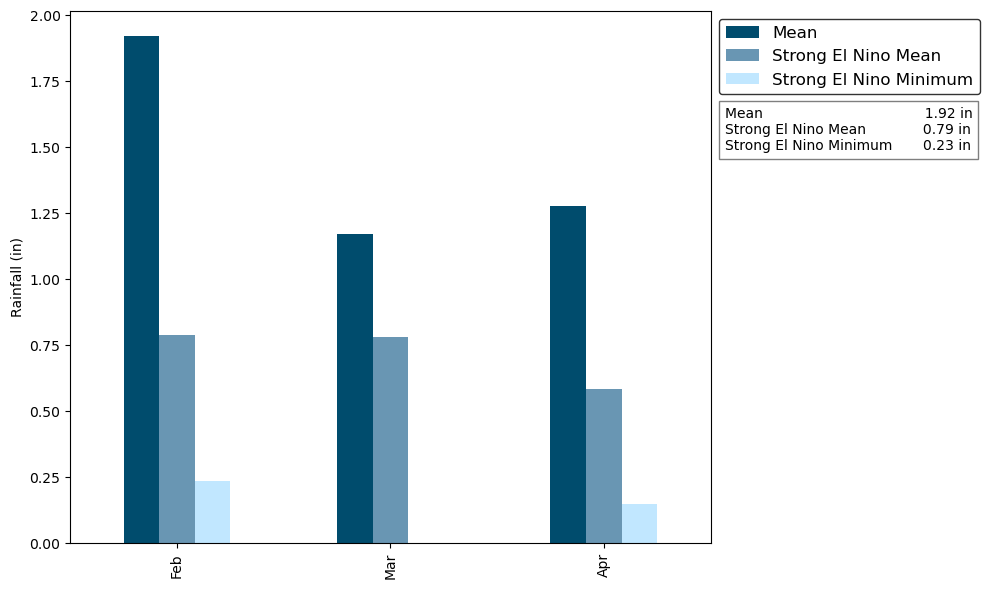 2.00
1.75
1.50
1.25
1.00
0.75
0.50
0.25
0.00
Rainfall (in)
Feb
Mar
Apr
Mean
Strong El Nino Mean
Strong El Nino Minimum
Mean 1.92 in
Strong El Nino Mean 0.79 in
Strong El Nino Minimum 0.23 in